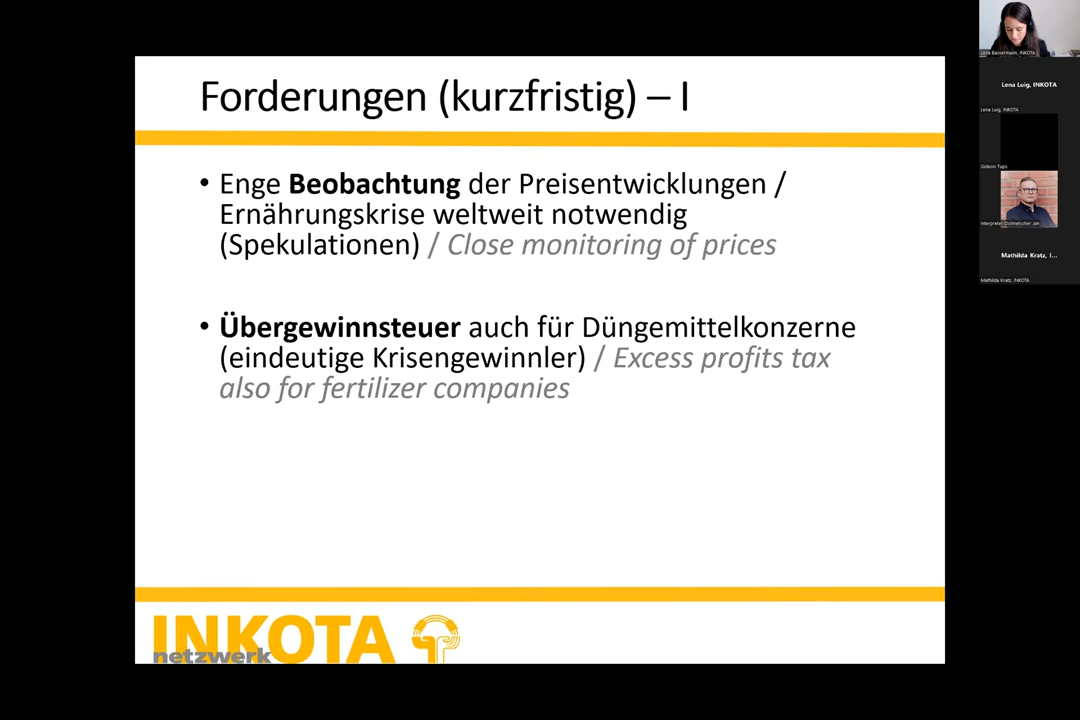 Forderungen (kurzfristig) – I
• Enge Beobachtung der Preisentwicklungen /
Ernährungskrise weltweit notwendig
(Spekulationen) / Close monitoring of prices
• Übergewinnsteuer auch für Düngemittelkonzerne
(eindeutige Krisengewinnler) / Excess profits tax
also for fertilizer companies
INKOTA
netzwerk
Lena Bassermann, INKOTA
Lena Luig, INKOTA
Lena Luig, INKOTA
Gideon Tups
Interpreter/Dolmetscher Jan
Mathilda Kratz, I...
Mathilda Kratz, INKOTA